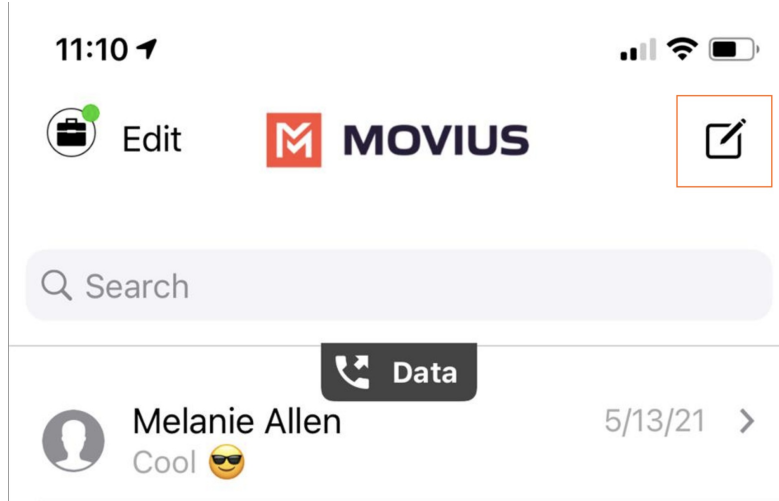 11:10
Edit
MOVIUS
Search
Data
Melanie Allen
5/13/21
Cool 😎